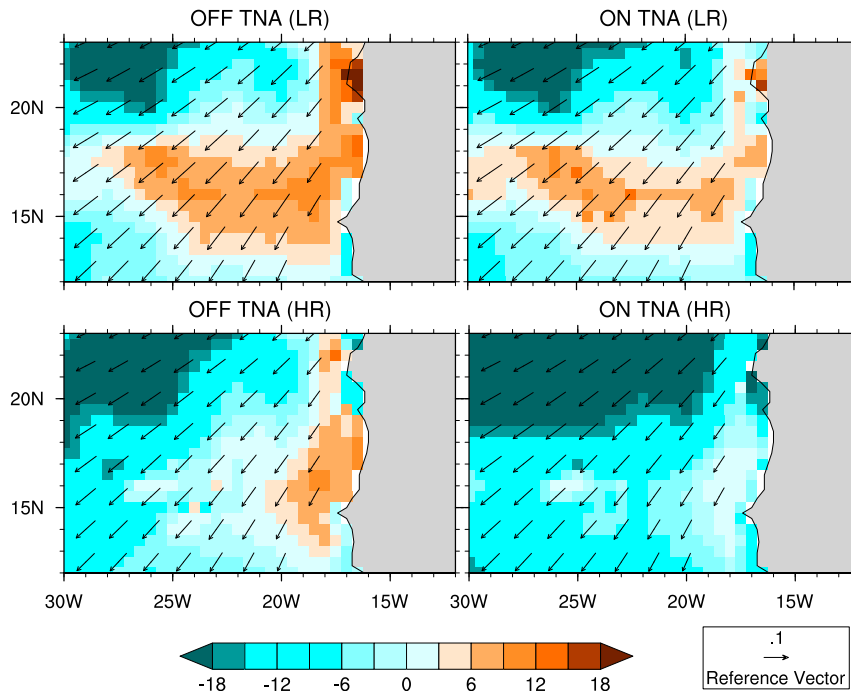 OFF TNA (LR) ON TNA (LR)
20N
15N
OFF TNA (HR) ON TNA (HR)
20N
15N
30W 25W 20W 15W 30W 25W 20W 15W
-18 -12 -6 0 6 12 18
.1
Reference Vector